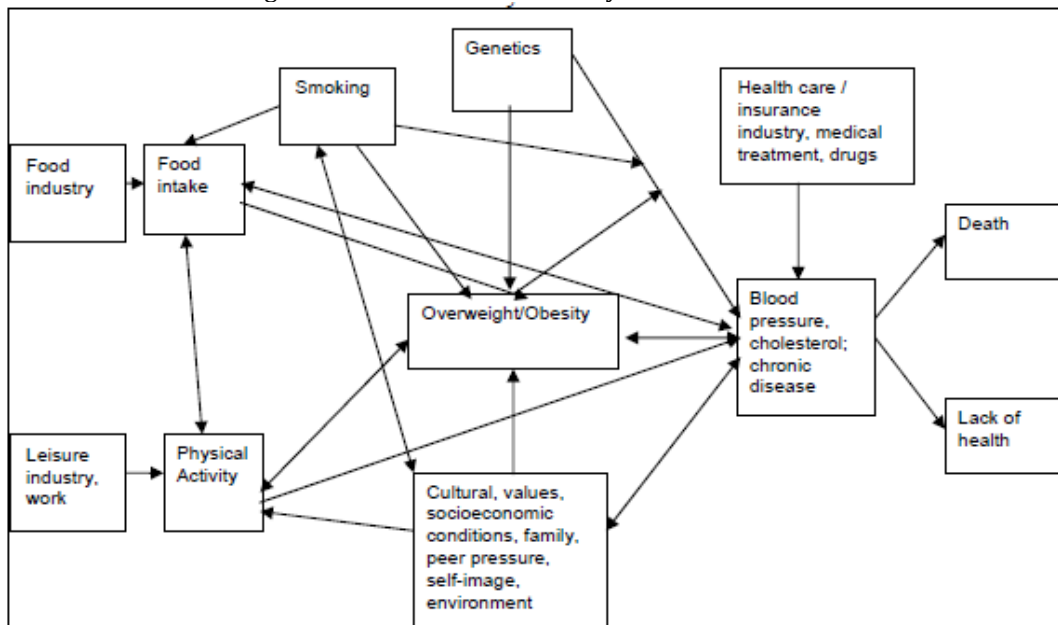 Genetics
Smoking
Health care /
insurance
industry, medical
treatment, drugs
Food
industry
Food
intake
Death
Overweight/Obesity
Blood
pressure,
cholesterol;
chronic
disease
Lack of
health
Leisure
industry,
work
Physical
Activity
Cultural, values,
socioeconomic
conditions, family,
peer pressure,
self-image,
environment